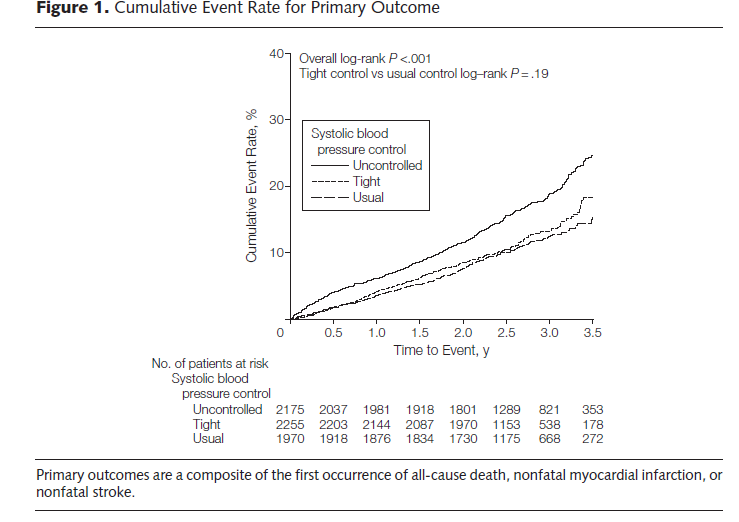 Figure 1. Cumulative Event Rate for Primary Outcome
40
Overall log-rank P <.001
Tight control vs usual control log–rank P = .19
30
Systolic blood
pressure control
Uncontrolled
Tight
Usual
20
10
Cumulative Event Rate, %
0 0.5 1.0 1.5 2.0 2.5 3.0 3.5
Time to Event, y
No. of patients at risk
Systolic blood
pressure control
Uncontrolled 2175 2037 1981 1918 1801 1289 821 353
Tight 2255 2203 2144 2087 1970 1153 538 178
Usual 1970 1918 1876 1834 1730 1175 668 272
Primary outcomes are a composite of the first occurrence of all-cause death, nonfatal myocardial infarction, or
nonfatal stroke.